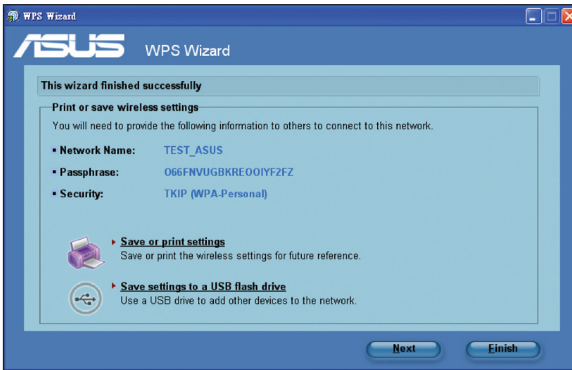 WPS Wizard
ASUS WPS Wizard
This wizard finished successfully
Print or save wireless settings
You will need to provide the following information to others to connect to this network.
Network Name: TEST_ASUS
Passphrase: O66FNVUGBKREOOIYF2FZ
Security: TKIP (WPA-Personal)
Save or print settings
Save or print the wireless settings for future reference.
Save settings to a USB flash drive
Use a USB drive to add other devices to the network.
Next Finish